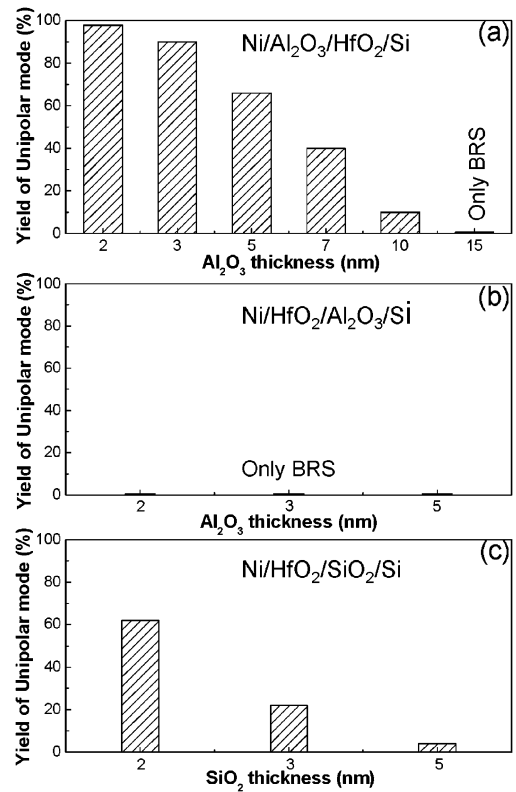 (a)
Ni/Al2O3/HfO2/Si
Yield of Unipolar mode (%)
100
80
60
40
20
0
Only BRS
2 3 5 7 10 15
Al2O3 thickness (nm)
(b)
Ni/HfO2/Al2O3/Si
Yield of Unipolar mode (%)
100
80
60
40
20
0
Only BRS
2 3 5
Al2O3 thickness (nm)
(c)
Ni/HfO2/SiO2/Si
Yield of Unipolar mode (%)
100
80
60
40
20
0
2 3 5
SiO2 thickness (nm)